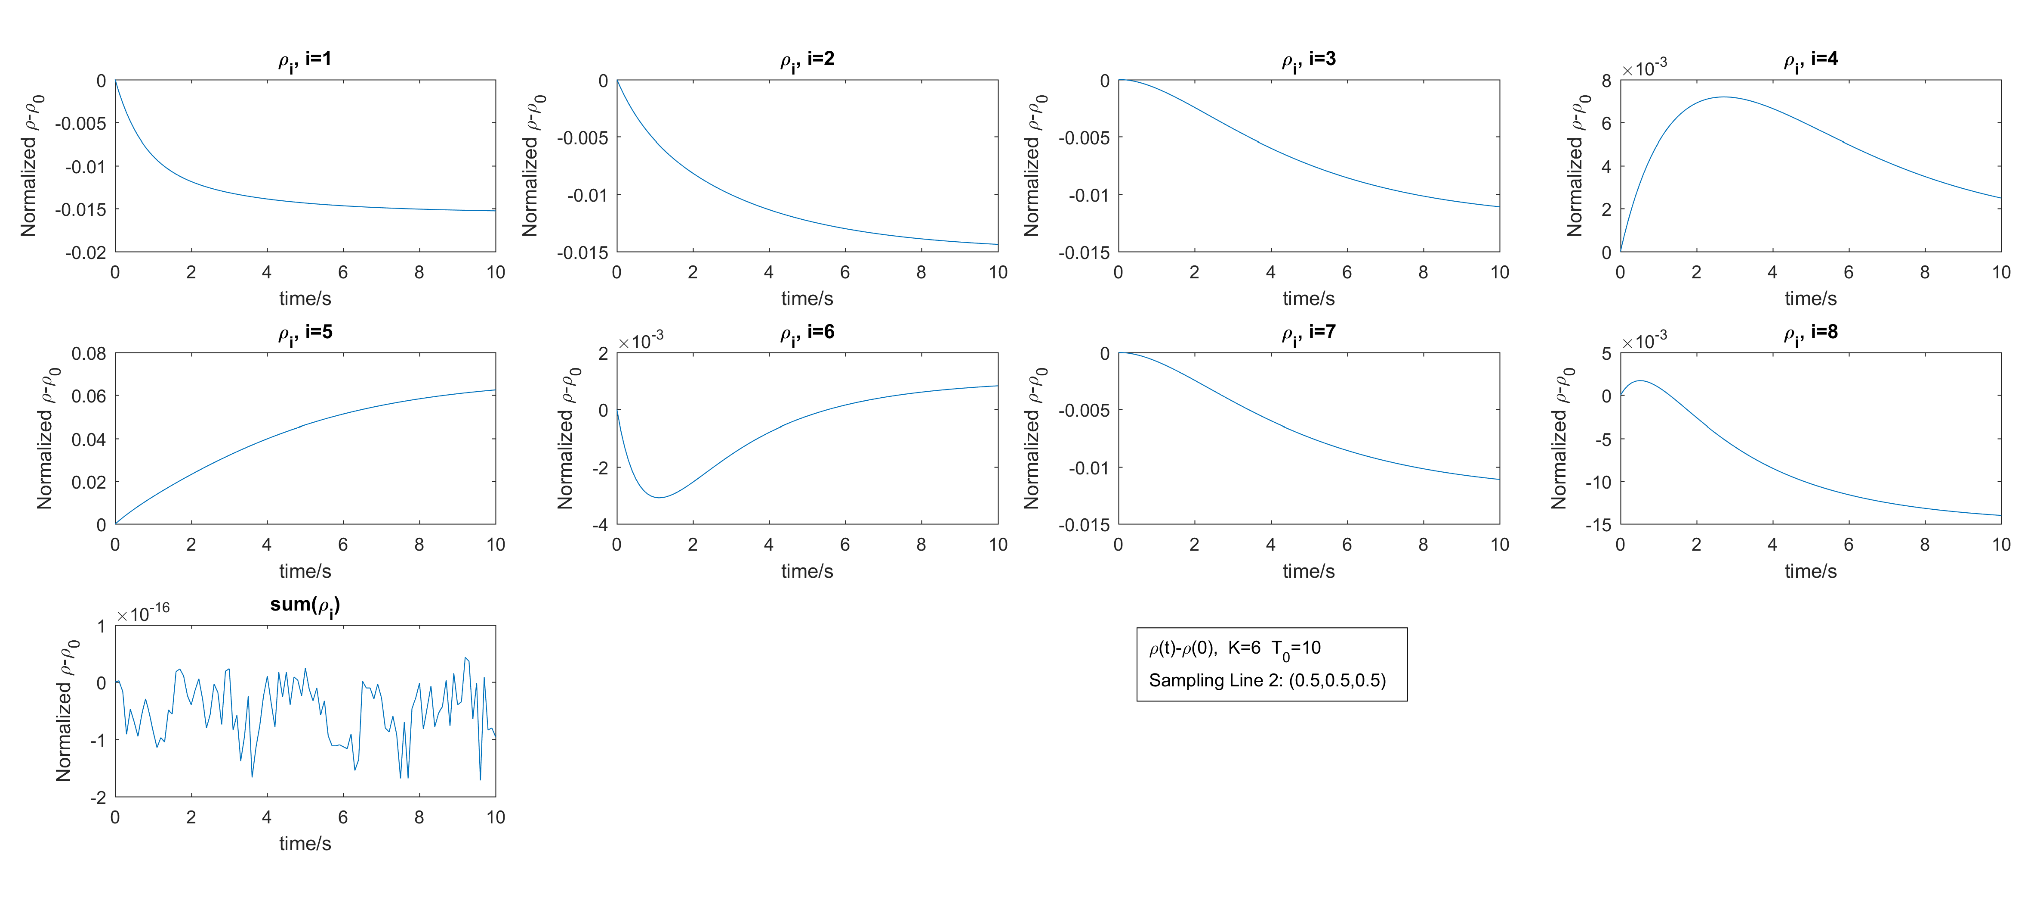 ρi, i=1
Normalized ρ-ρ0
0
-0.005
-0.01
-0.015
-0.02
0 2 4 6 8 10
time/s
ρi, i=2
Normalized ρ-ρ0
0
-0.005
-0.01
-0.015
0 2 4 6 8 10
time/s
ρi, i=3
Normalized ρ-ρ0
0
-0.005
-0.01
-0.015
0 2 4 6 8 10
time/s
ρi, i=4
×10-3
Normalized ρ-ρ0
8
6
4
2
0
0 2 4 6 8 10
time/s
ρi, i=5
Normalized ρ-ρ0
0.08
0.06
0.04
0.02
0
0 2 4 6 8 10
time/s
ρi, i=6
×10-3
Normalized ρ-ρ0
2
0
-2
-4
0 2 4 6 8 10
time/s
ρi, i=7
Normalized ρ-ρ0
0
-0.005
-0.01
-0.015
0 2 4 6 8 10
time/s
ρi, i=8
×10-3
Normalized ρ-ρ0
5
0
-5
-10
-15
0 2 4 6 8 10
time/s
sum(ρi)
×10-16
Normalized ρ-ρ0
1
0
-1
-2
0 2 4 6 8 10
time/s
ρ(t)-ρ(0), K=6 T0=10
Sampling Line 2: (0.5,0.5,0.5)